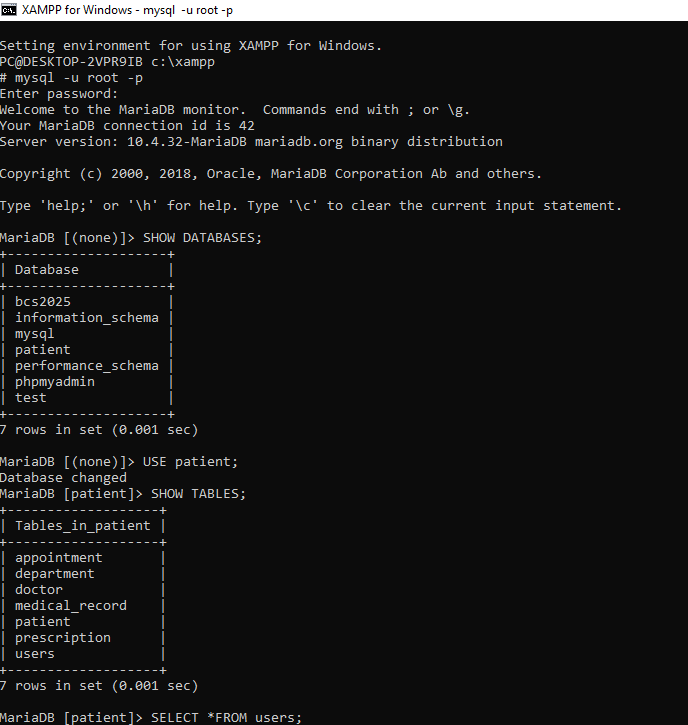 XAMPP for Windows - mysql -u root -p
Setting environment for using XAMPP for Windows.
PC@DESKTOP-2VPR9IB c:\xampp
# mysql -u root -p
Enter password:
Welcome to the MariaDB monitor.  Commands end with ; or \g.
Your MariaDB connection id is 42
Server version: 10.4.32-MariaDB mariadb.org binary distribution
Copyright (c) 2000, 2018, Oracle, MariaDB Corporation Ab and others.
Type 'help;' or '\h' for help. Type '\c' to clear the current input statement.
MariaDB [(none)]> SHOW DATABASES;
+--------------------+
| Database           |
+--------------------+
| bcs2025            |
| information_schema |
| mysql              |
| patient            |
| performance_schema |
| phpmyadmin         |
| test               |
+--------------------+
7 rows in set (0.001 sec)
MariaDB [(none)]> USE patient;
Database changed
MariaDB [patient]> SHOW TABLES;
+-------------------+
| Tables_in_patient |
+-------------------+
| appointment       |
| department        |
| doctor            |
| medical_record    |
| patient           |
| prescription      |
| users             |
+-------------------+
7 rows in set (0.001 sec)
MariaDB [patient]> SELECT *FROM users;